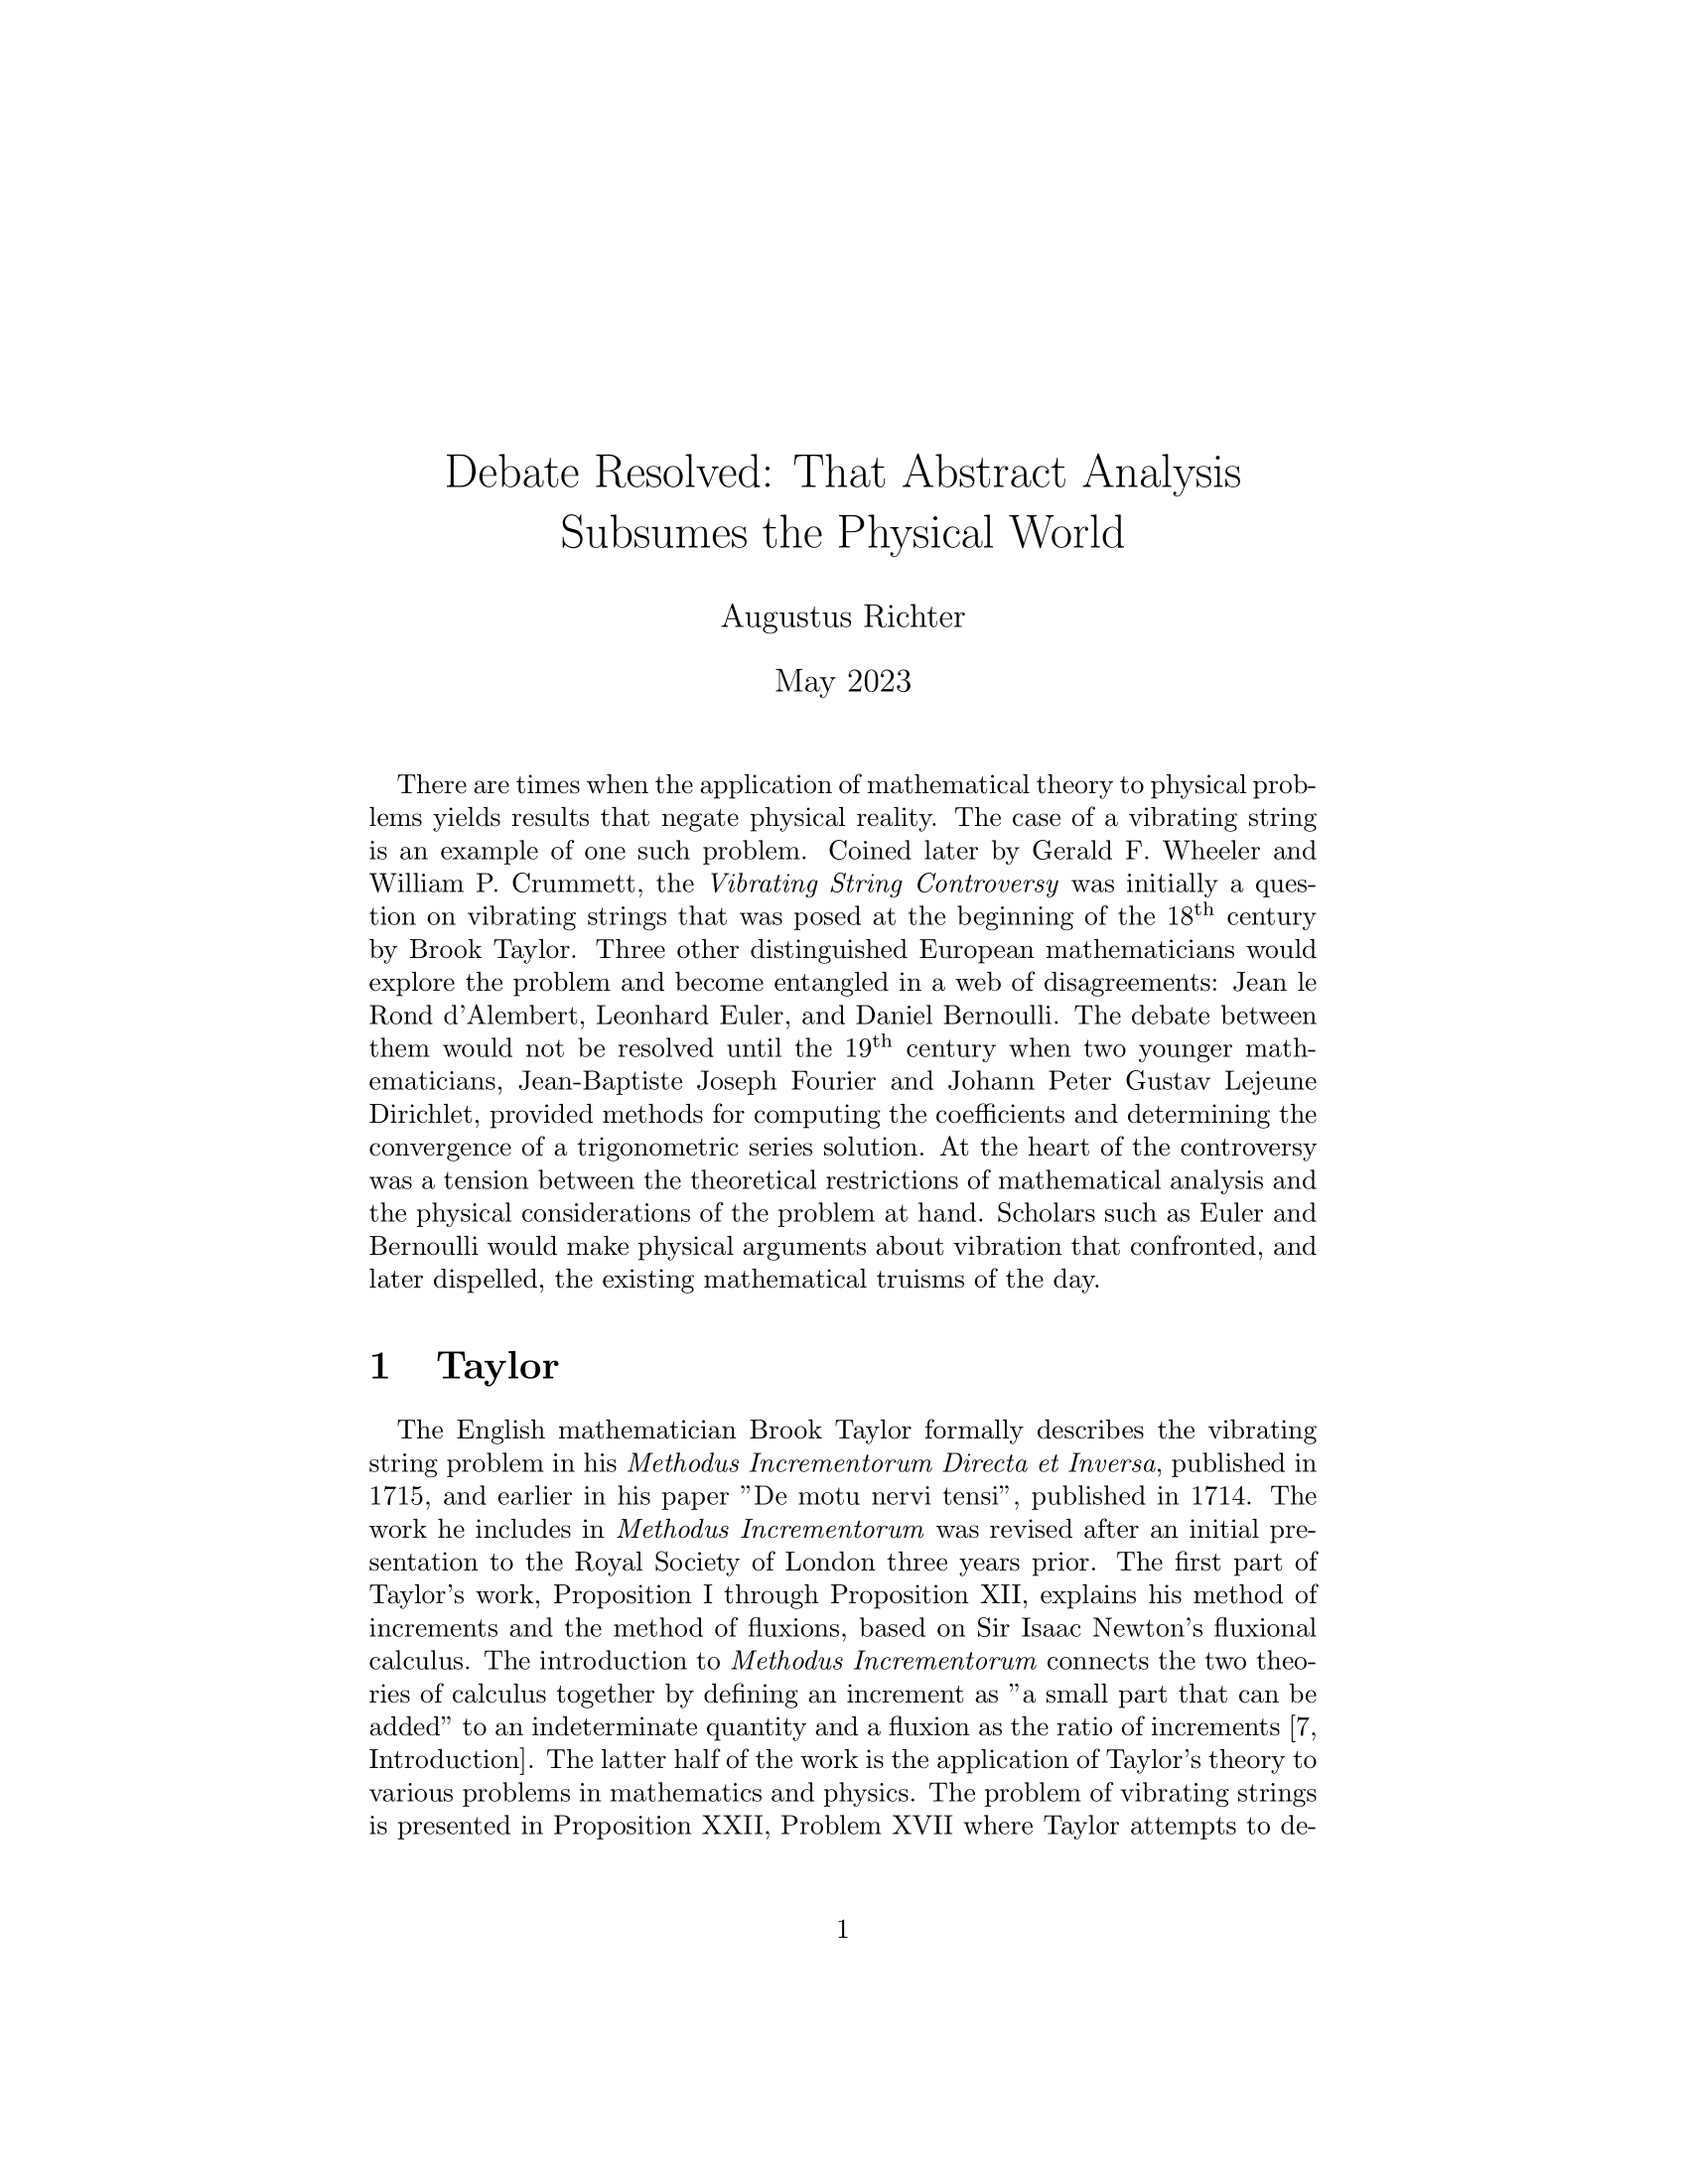 Debate Resolved: That Abstract Analysis
Subsumes the Physical World
Augustus Richter
May 2023
There are times when the application of mathematical theory to physical prob-
lems yields results that negate physical reality. The case of a vibrating string
is an example of one such problem. Coined later by Gerald F. Wheeler and
William P. Crummett, the Vibrating String Controversy was initially a ques-
tion on vibrating strings that was posed at the beginning of the 18th century
by Brook Taylor. Three other distinguished European mathematicians would
explore the problem and become entangled in a web of disagreements: Jean le
Rond d'Alembert, Leonhard Euler, and Daniel Bernoulli. The debate between
them would not be resolved until the 19th century when two younger math-
ematicians, Jean-Baptiste Joseph Fourier and Johann Peter Gustav Lejeune
Dirichlet, provided methods for computing the coefficients and determining the
convergence of a trigonometric series solution. At the heart of the controversy
was a tension between the theoretical restrictions of mathematical analysis and
the physical considerations of the problem at hand. Scholars such as Euler and
Bernoulli would make physical arguments about vibration that confronted, and
later dispelled, the existing mathematical truisms of the day.
1 Taylor
The English mathematician Brook Taylor formally describes the vibrating
string problem in his Methodus Incrementorum Directa et Inversa, published in
1715, and earlier in his paper ”De motu nervi tensi”, published in 1714. The
work he includes in Methodus Incrementorum was revised after an initial pre-
sentation to the Royal Society of London three years prior. The first part of
Taylor's work, Proposition I through Proposition XII, explains his method of
increments and the method of fluxions, based on Sir Isaac Newton's fluxional
calculus. The introduction to Methodus Incrementorum connects the two theo-
ries of calculus together by defining an increment as ”a small part that can be
added” to an indeterminate quantity and a fluxion as the ratio of increments [7,
Introduction]. The latter half of the work is the application of Taylor's theory to
various problems in mathematics and physics. The problem of vibrating strings
is presented in Proposition XXII, Problem XVII where Taylor attempts to de-
1